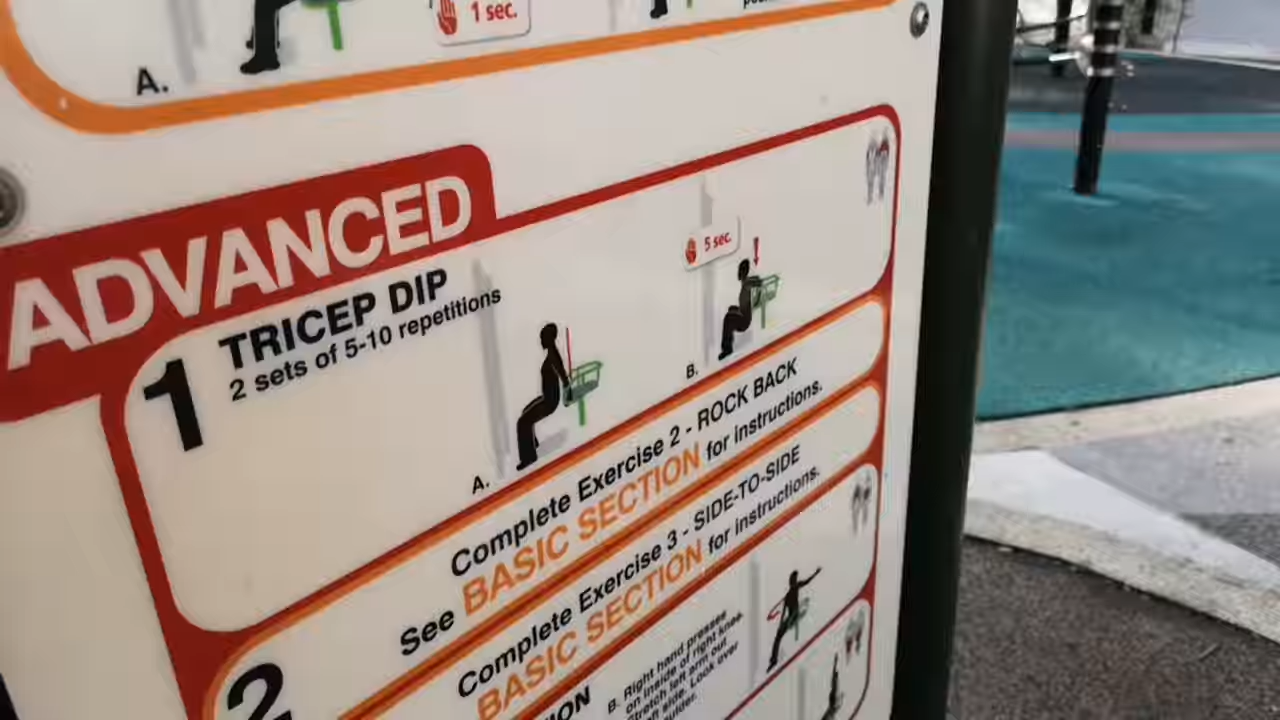 1 sec.
A.
ADVANCED
1
TRICEP DIP
2 sets of 5-10 repetitions
5 sec.
A.
B.
Complete Exercise 2 - ROCK BACK
See BASIC SECTION for instructions.
2
Complete Exercise 3 - SIDE-TO-SIDE
BASIC SECTION for instructions.
B. Right hand presses
on inside of right knee.
Stretch left arm out
side. Look over